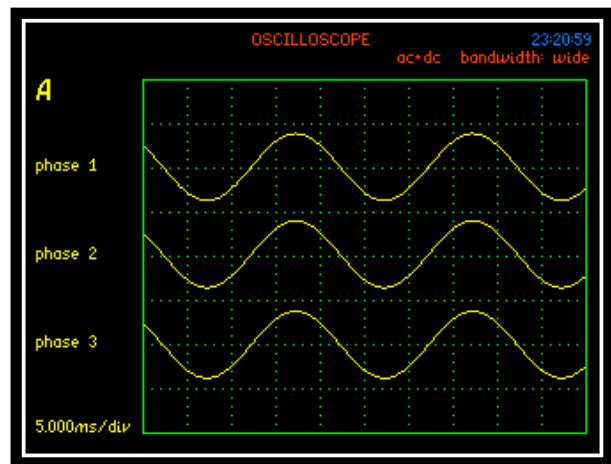 OSCILLOSCOPE 23:20:59
ac+dc bandwidth: wide
A
phase 1
phase 2
phase 3
5.000ms/div